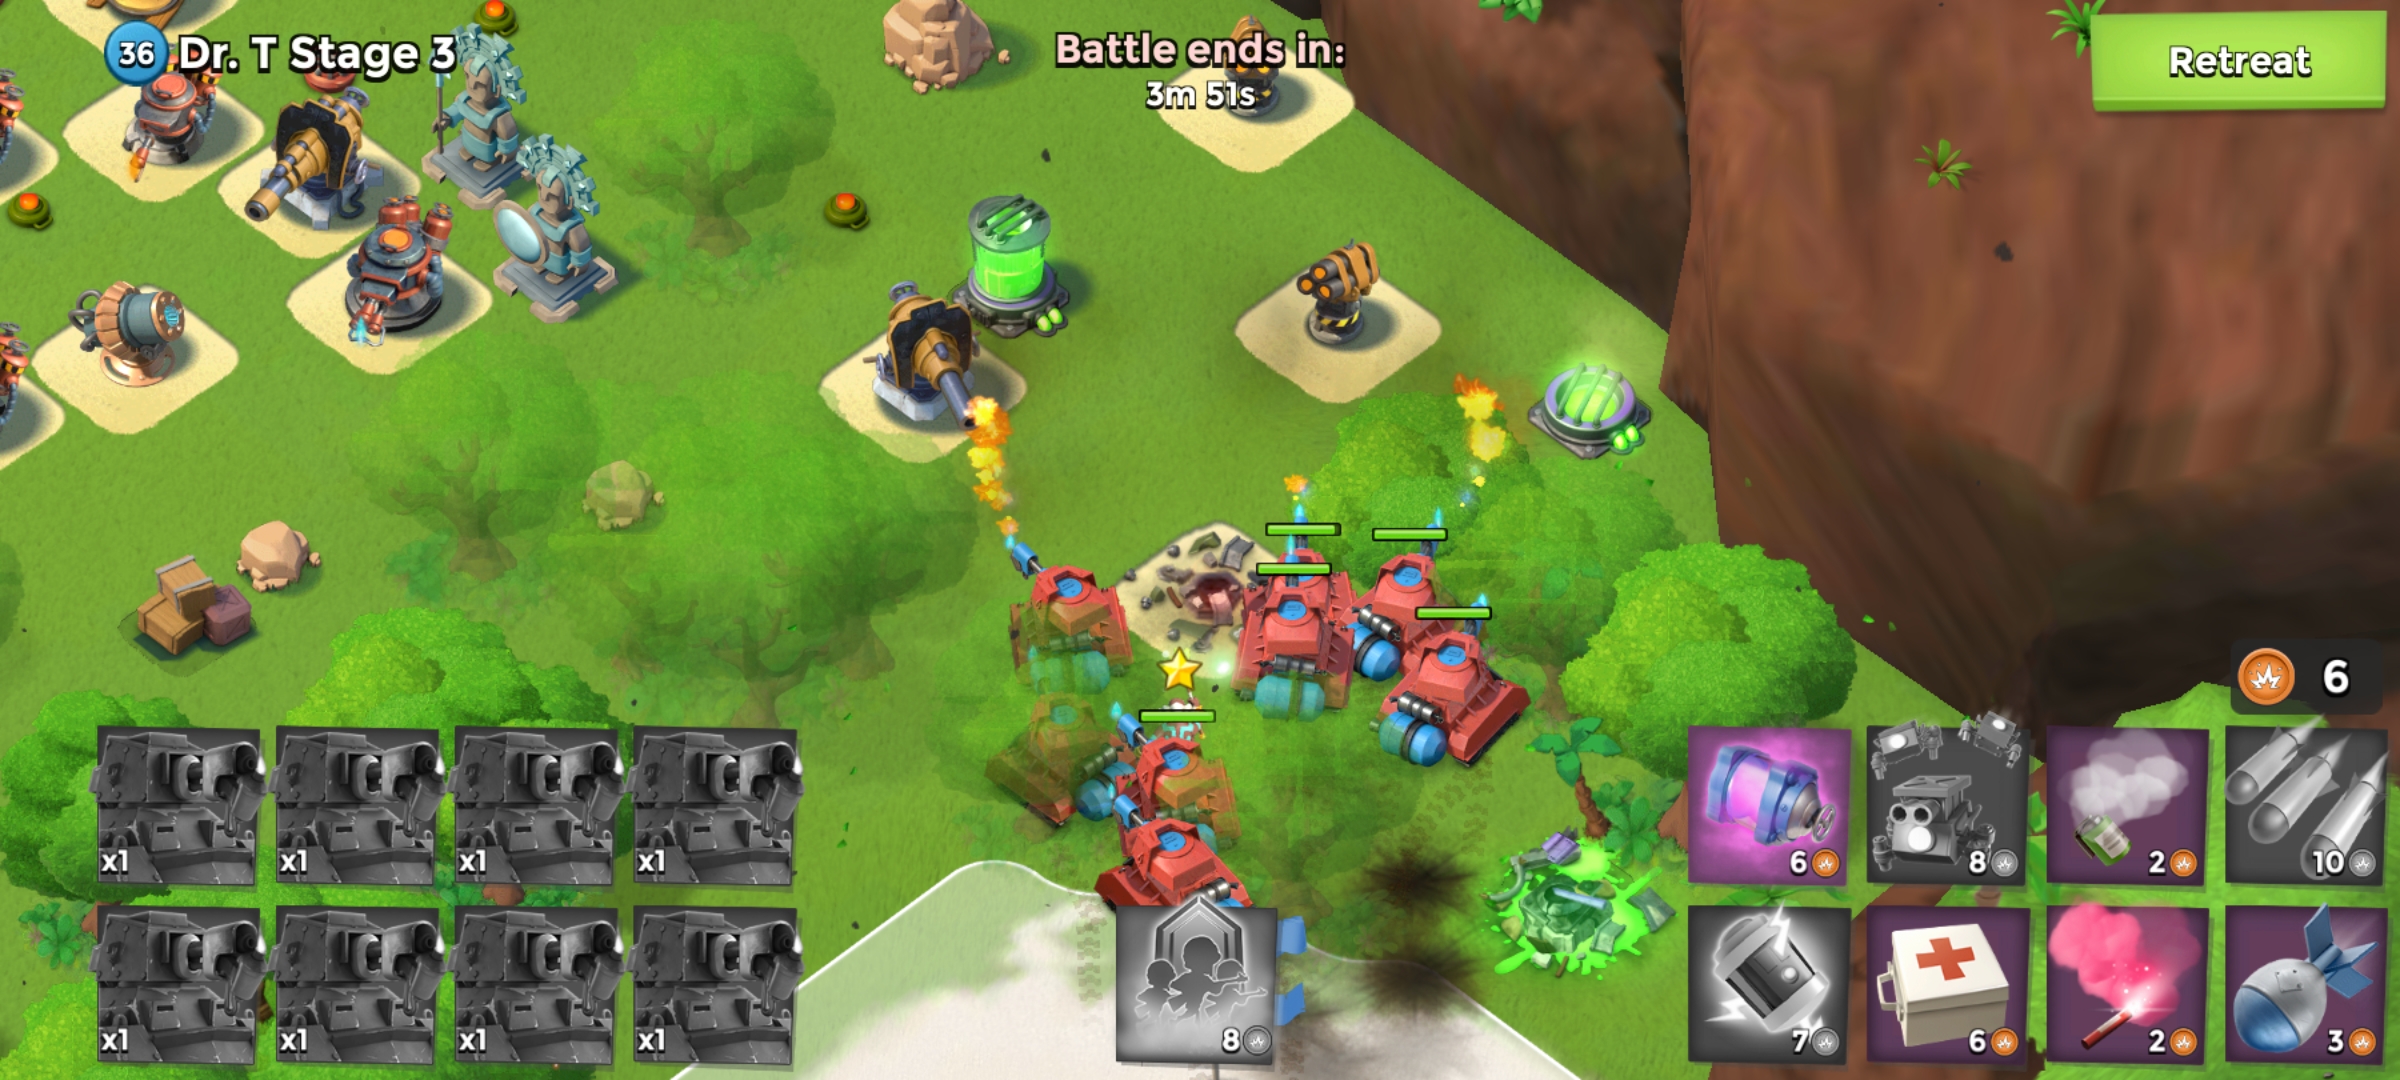 36 Dr. T Stage 3
Battle ends in:
3m 51s
Retreat
6
x1 x1 x1 x1
6 8 2 10
x1 x1 x1 x1
8
7 6 2 3